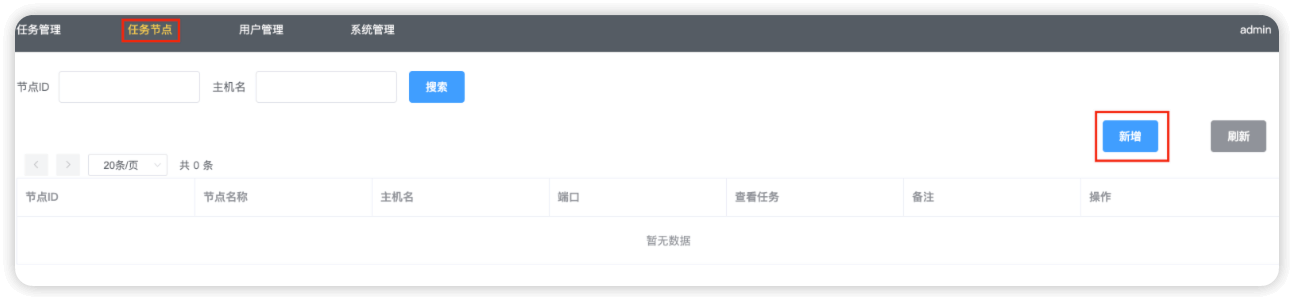 任务管理 任务节点 用户管理 系统管理 admin
节点ID 主机名 搜索
新增 刷新
20条/页 共 0 条
节点ID 节点名称 主机名 端口 查看任务 备注 操作
暂无数据